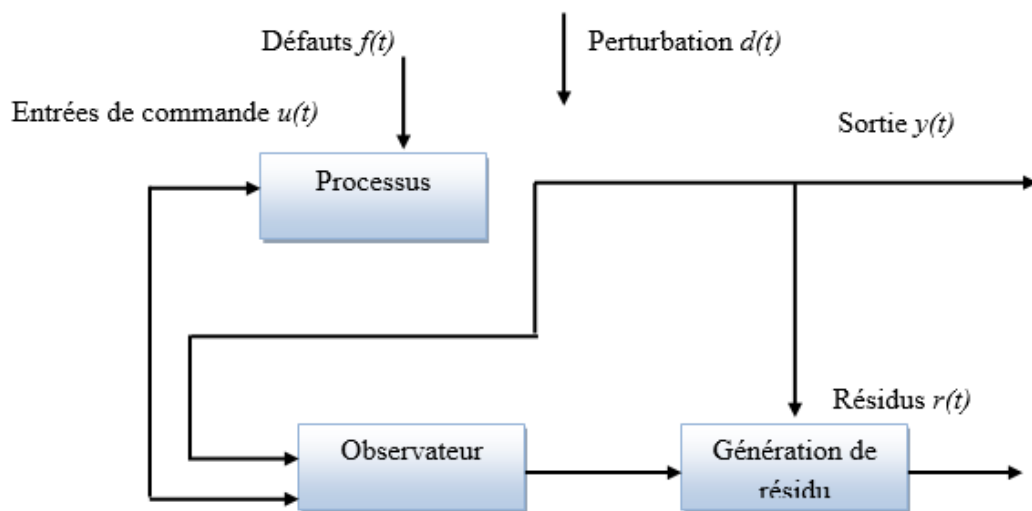 Défauts f(t)
Perturbation d(t)
Entrées de commande u(t)
Sortie y(t)
Processus
Résidus r(t)
Observateur
Génération de
résidu